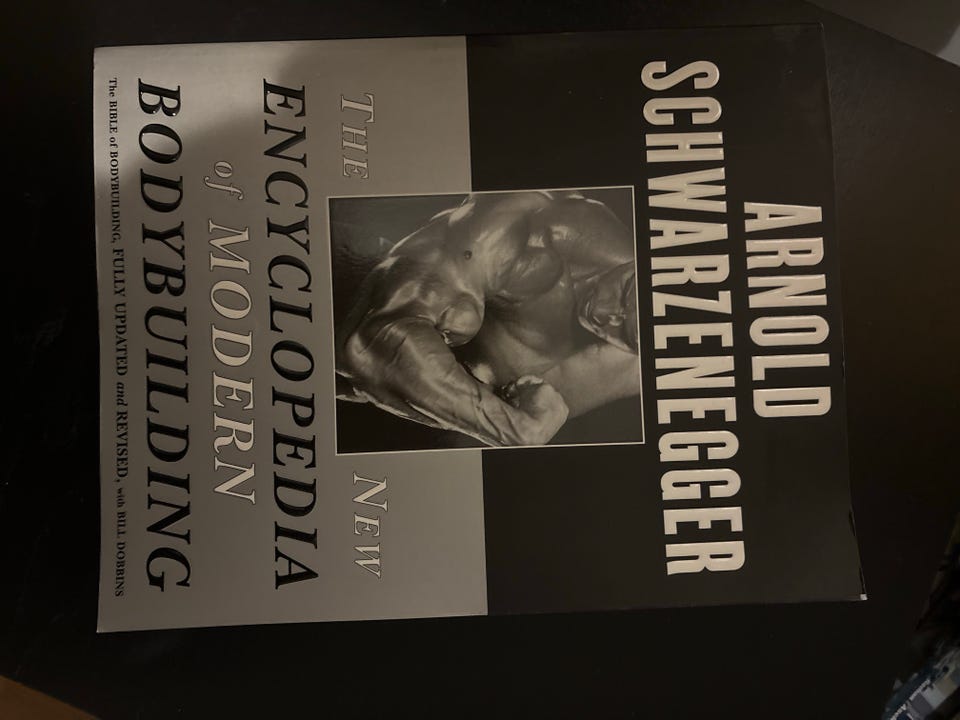 ARNOLD
SCHWARZENEGGER
THE NEW
ENCYCLOPEDIA
of MODERN
BODYBUILDING
The BIBLE of BODYBUILDING, FULLY UPDATED and REVISED, with BILL DOBBINS